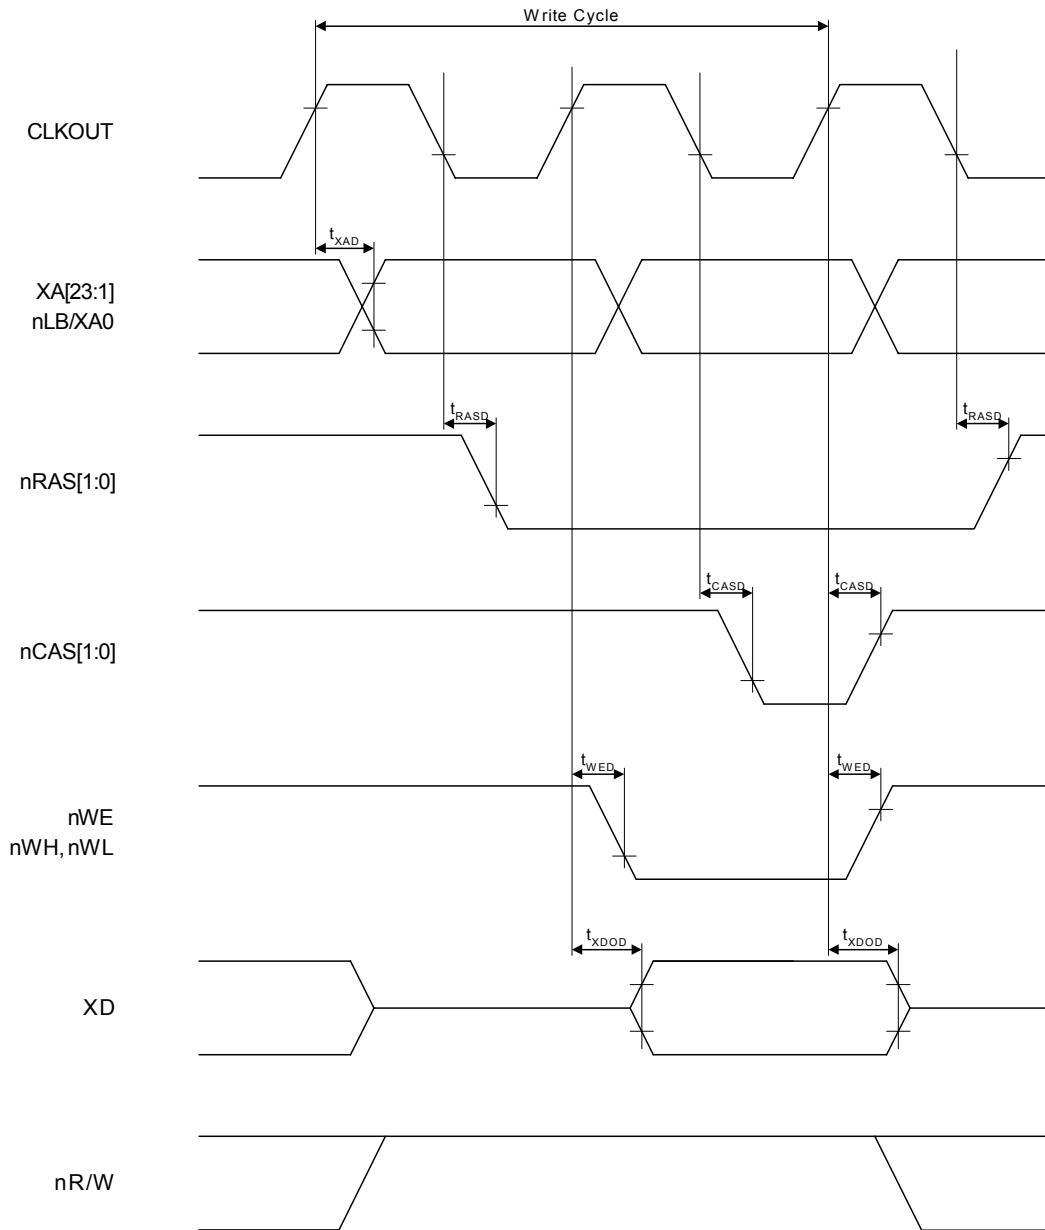 Write Cycle
CLKOUT
tXAD
XA[23:1]
nLB/XA0
tRASD
tRASD
nRAS[1:0]
tCASD
tCASD
nCAS[1:0]
tWED
tWED
nWE
nWH, nWL
tXDOD
tXDOD
XD
nR/W